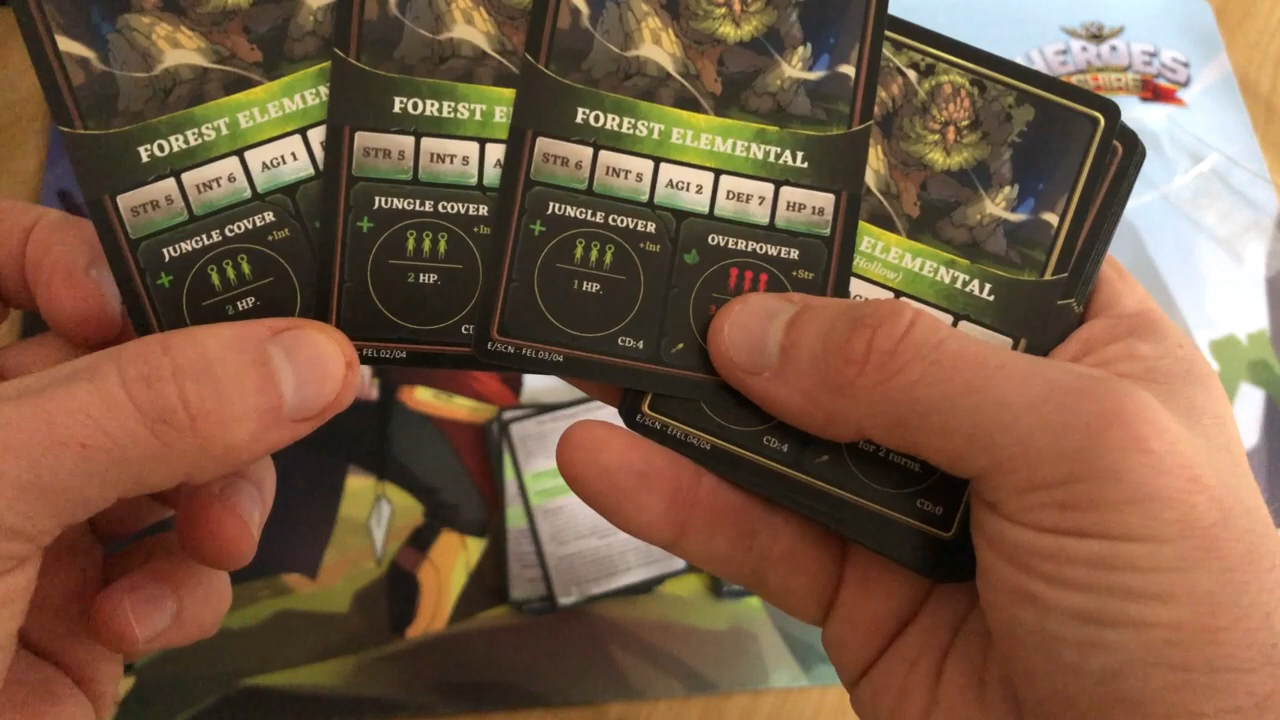 FOREST ELEMEN
STR 5
INT 6
AGI 1
JUNGLE COVER
+Int
2 HP.
FOREST E
STR 5
INT 5
JUNGLE COVER
2 HP.
FEL 02/04
FOREST ELEMENTAL
STR 6
INT 5
AGI 2
DEF 7
HP 18
JUNGLE COVER
+Int
1 HP.
CD:4
OVERPOWER
+Str
E/SCN - FEL 03/04
ELEMENTAL
Hollow)
CD:4
for 2 turns.
CD:0
E/SCN - EFEL 04/04
HEROES